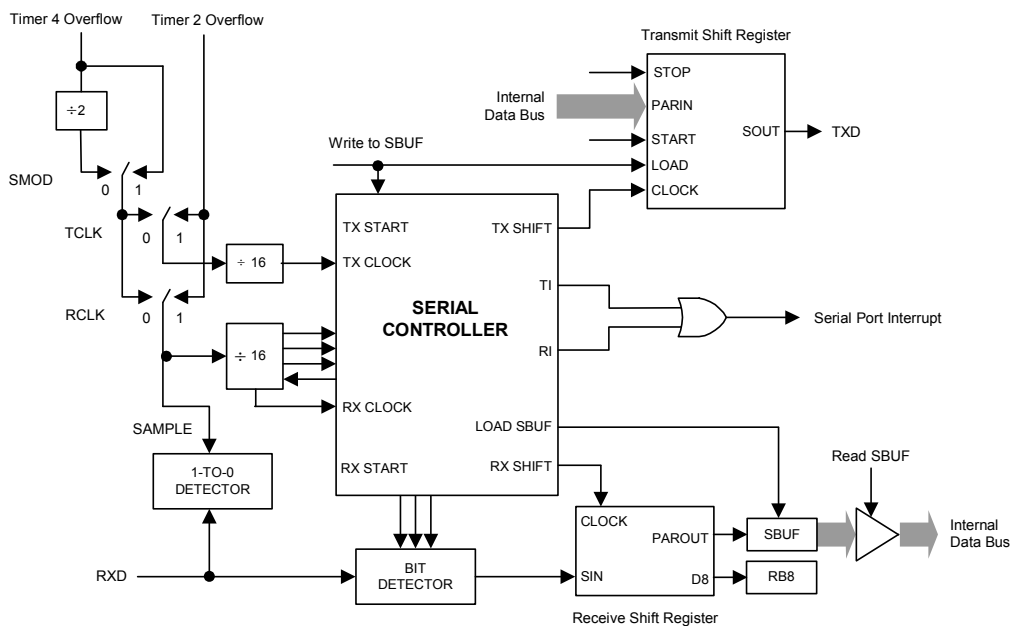 Timer 4 Overflow
Timer 2 Overflow
÷2
SMOD
0
1
TCLK
0
1
÷ 16
RCLK
0
1
÷ 16
SAMPLE
1-TO-0
DETECTOR
RXD
Write to SBUF
TX START
TX SHIFT
TX CLOCK
TI
SERIAL
CONTROLLER
RI
RX CLOCK
LOAD SBUF
RX START
RX SHIFT
BIT
DETECTOR
Transmit Shift Register
STOP
Internal
Data Bus
PARIN
SOUT
TXD
START
LOAD
CLOCK
Serial Port Interrupt
Read SBUF
CLOCK
PAROUT
SBUF
Internal
Data Bus
SIN
D8
RB8
Receive Shift Register